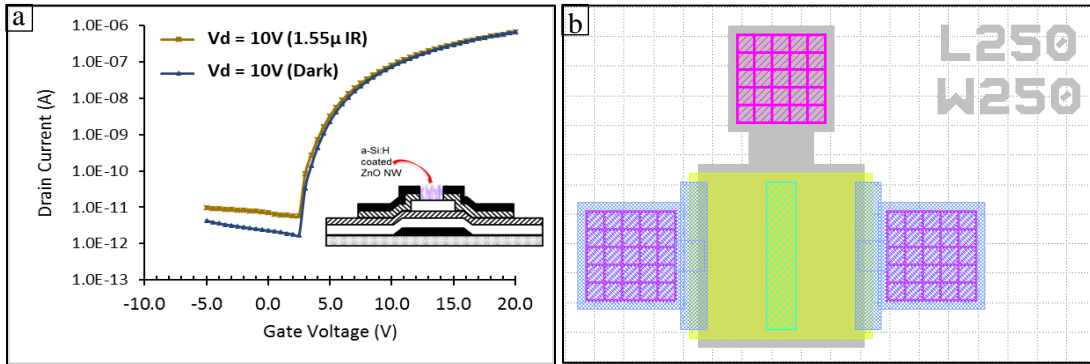 a
1.0E-06
1.0E-07
1.0E-08
1.0E-09
1.0E-10
1.0E-11
1.0E-12
1.0E-13
Drain Current (A)
Vd = 10V (1.55µ IR)
Vd = 10V (Dark)
a-Si:H
coated
ZnO NW
-10.0 -5.0 0.0 5.0 10.0 15.0 20.0
Gate Voltage (V)
b
L250
W250